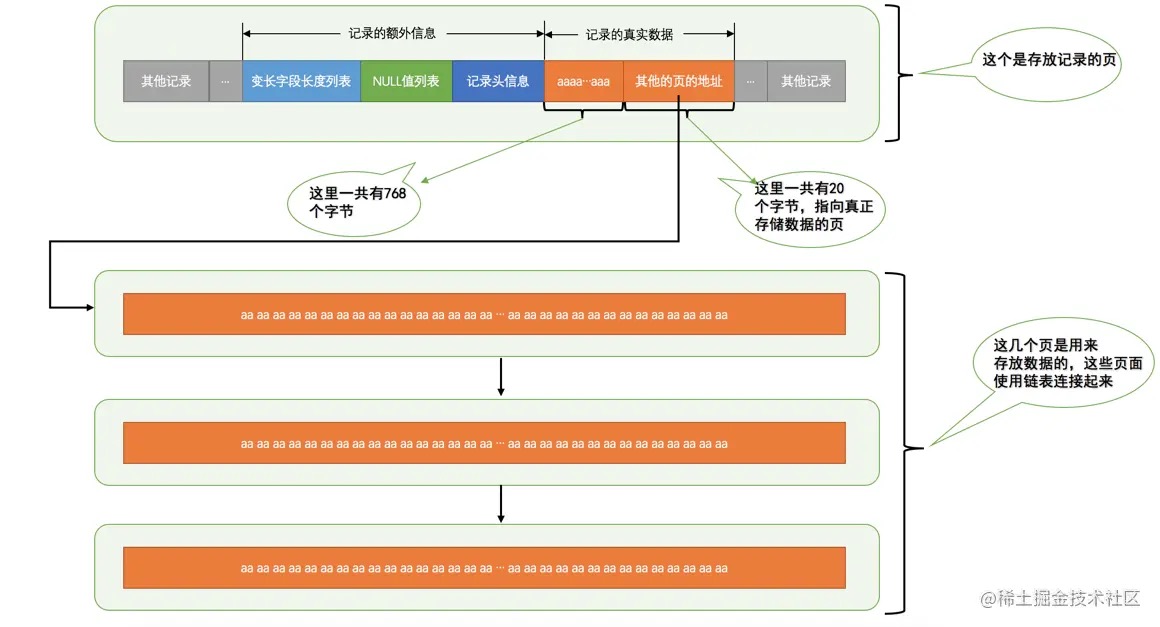 记录的额外信息
记录的真实数据
其他记录
...
变长字段长度列表
NULL值列表
记录头信息
aaaa···aaa
其他的页的地址
...
其他记录
这个是存放记录的页
这里一共有768
个字节
这里一共有20
个字节，指向真正
存储数据的页
aa aa aa aa aa aa aa aa aa aa aa aa aa aa aa aa ··· aa aa aa aa aa aa aa aa aa aa aa aa aa aa
这几个页是用来
存放数据的，这些页面
使用链表连接起来
aa aa aa aa aa aa aa aa aa aa aa aa aa aa aa aa ··· aa aa aa aa aa aa aa aa aa aa aa aa aa aa
aa aa aa aa aa aa aa aa aa aa aa aa aa aa aa aa ··· aa aa aa aa aa aa aa aa aa aa aa aa aa aa
@稀土掘金技术社区